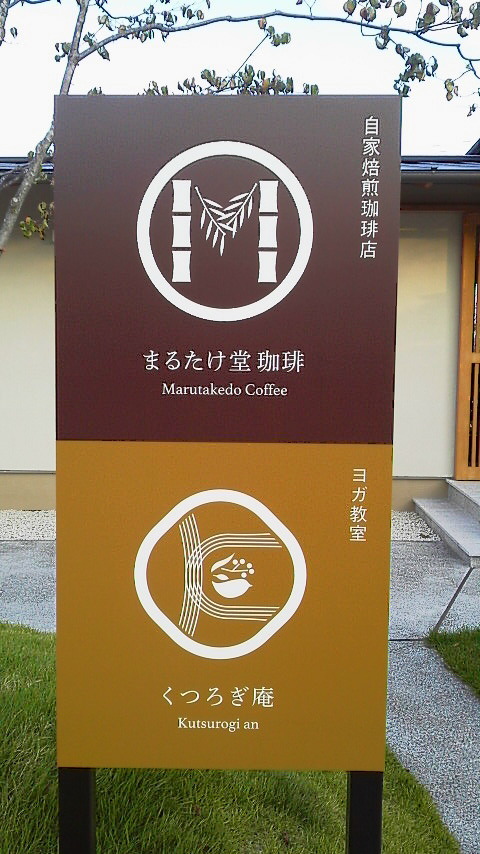 自家焙煎珈琲店
まるたけ堂珈琲
Marutakedo Coffee
ヨガ教室
くつろぎ庵
Kutsurogi an